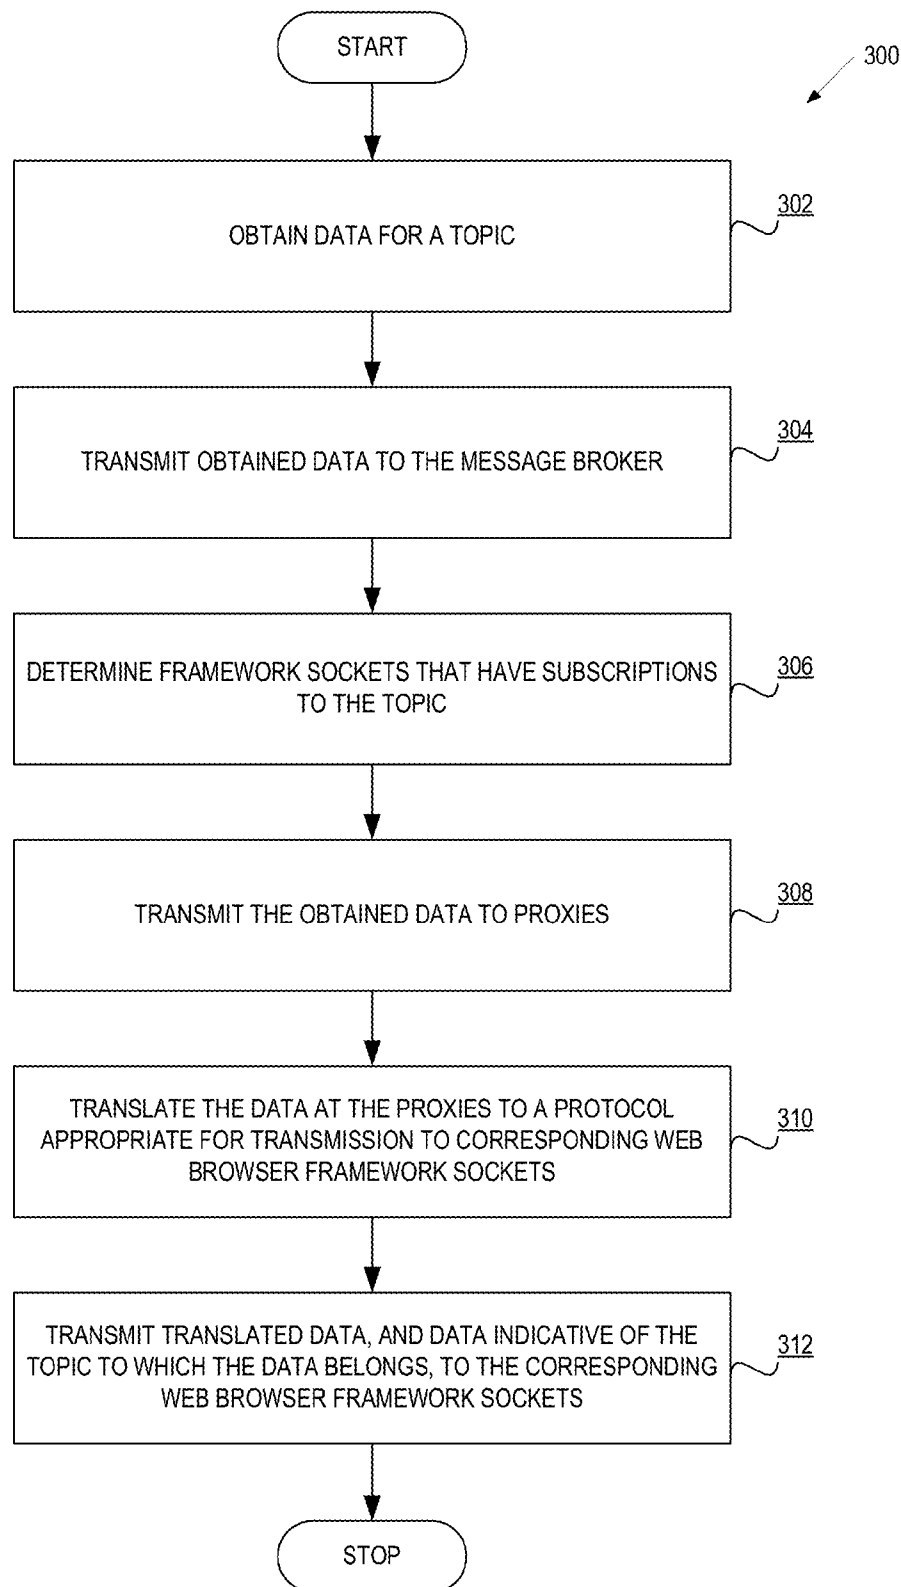 START
300
OBTAIN DATA FOR A TOPIC
302
TRANSMIT OBTAINED DATA TO THE MESSAGE BROKER
304
DETERMINE FRAMEWORK SOCKETS THAT HAVE SUBSCRIPTIONS
TO THE TOPIC
306
TRANSMIT THE OBTAINED DATA TO PROXIES
308
TRANSLATE THE DATA AT THE PROXIES TO A PROTOCOL
APPROPRIATE FOR TRANSMISSION TO CORRESPONDING WEB
BROWSER FRAMEWORK SOCKETS
310
TRANSMIT TRANSLATED DATA, AND DATA INDICATIVE OF THE
TOPIC TO WHICH THE DATA BELONGS, TO THE CORRESPONDING
WEB BROWSER FRAMEWORK SOCKETS
312
STOP